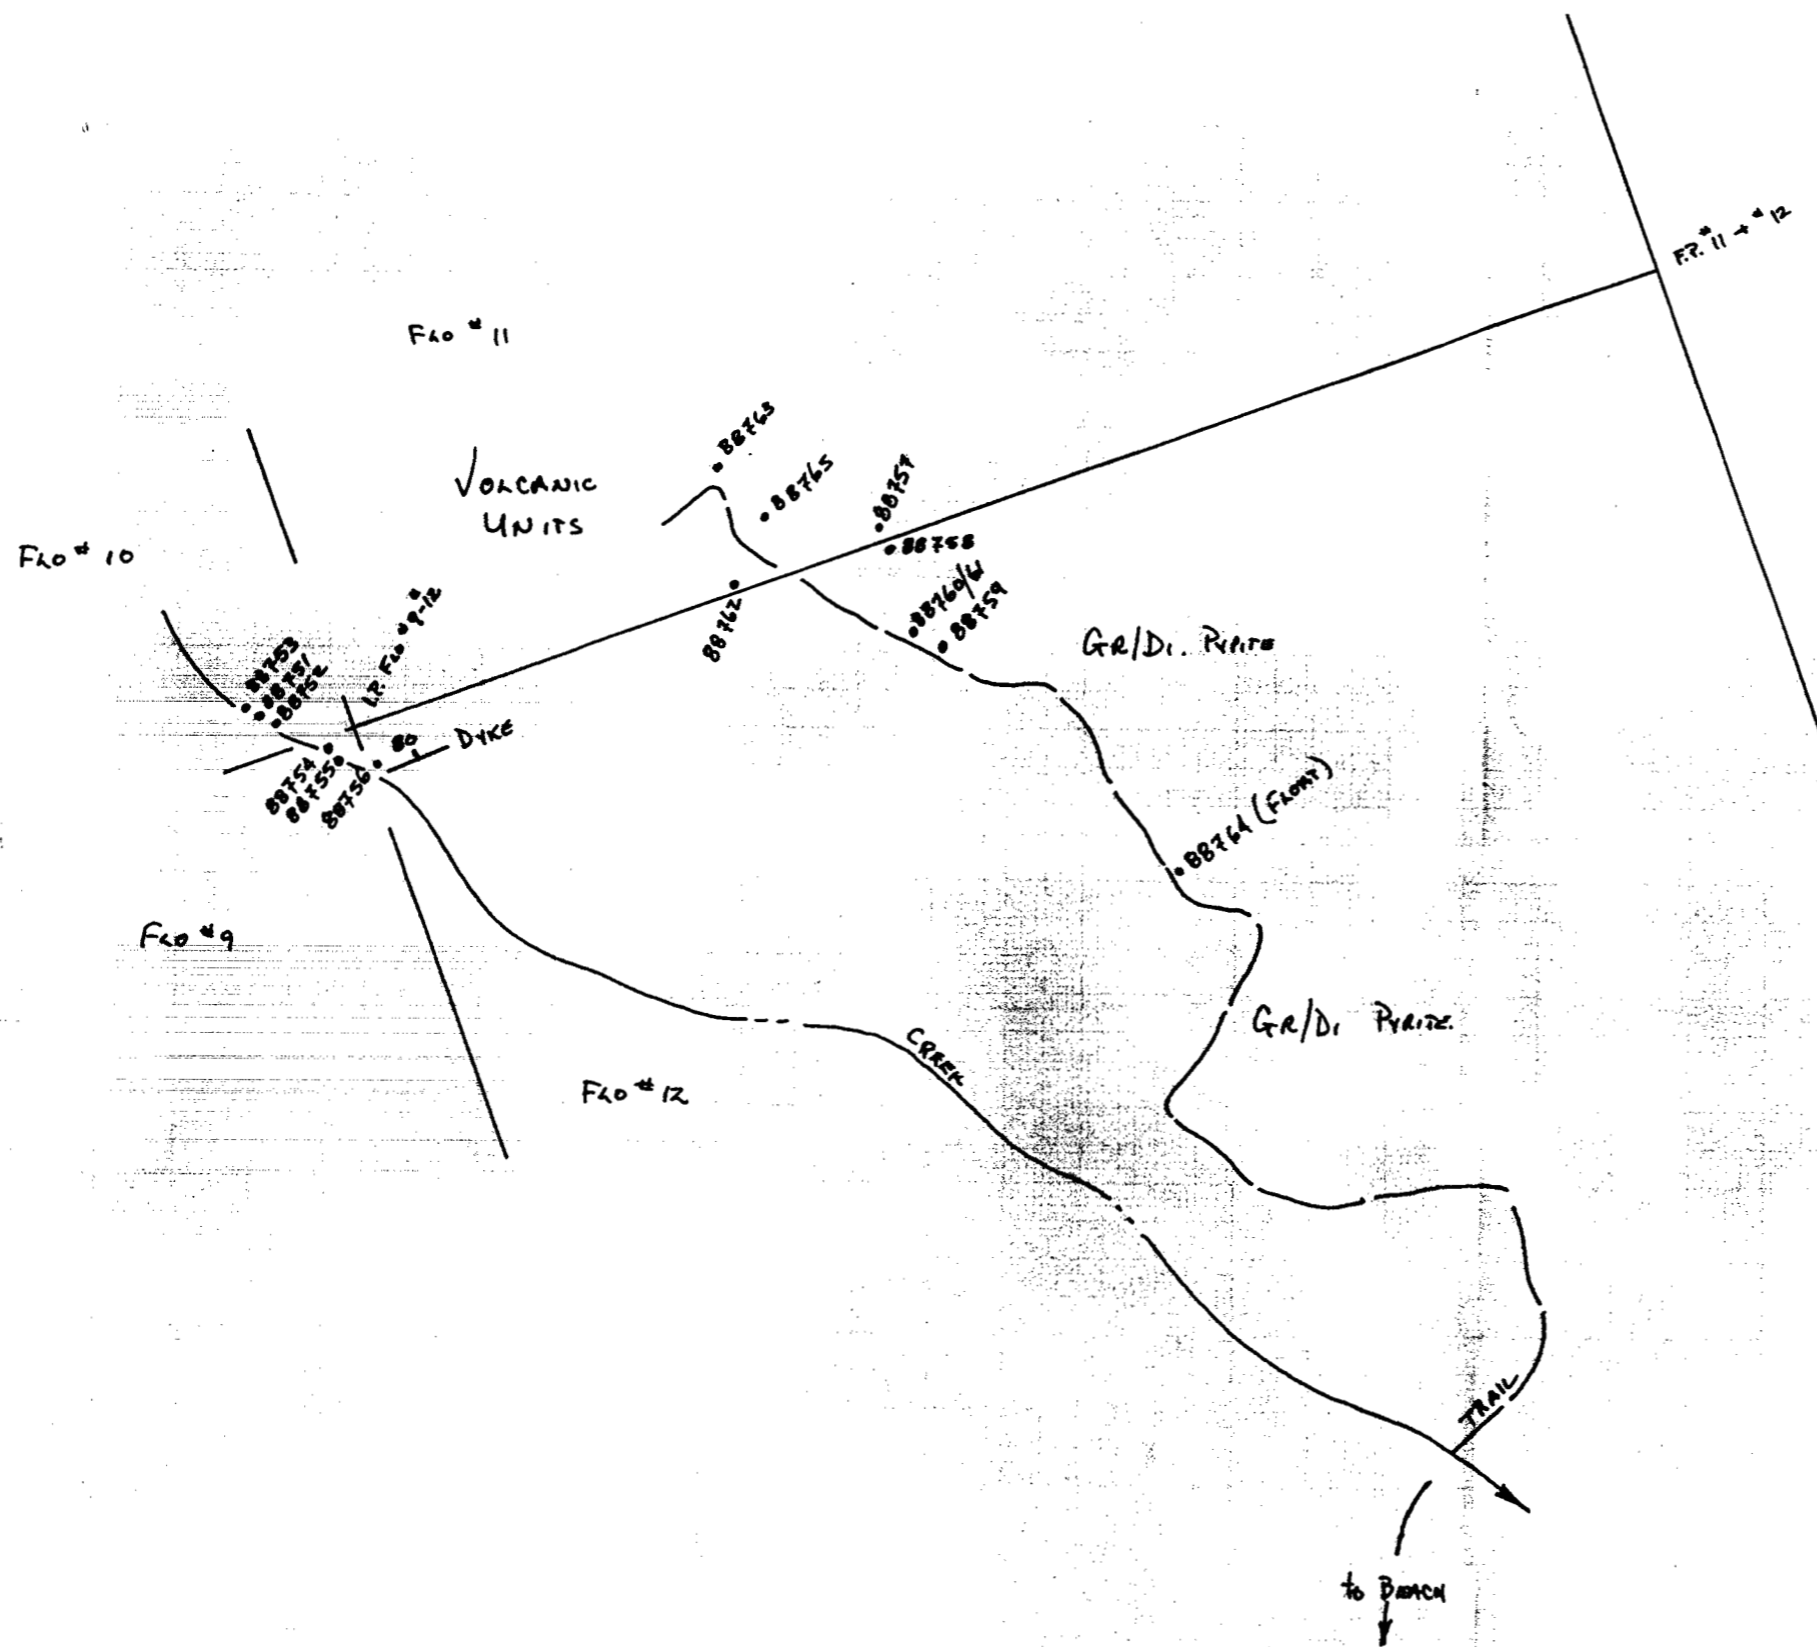 F.P. #11 + #12
FLO #11
88763
88765
88757
VOLCANIC
UNITS
88758
FLO #10
88760/61
88759
88762
L.P. FLO #9-12
GR/DI. PYRITE
88753
88751
88752
80
DYKE
88754
88755
88756
88764 (FLOAT)
FLO #9
GR/DI PYRITE.
CREEK
FLO #12
TRAIL
to BEACH